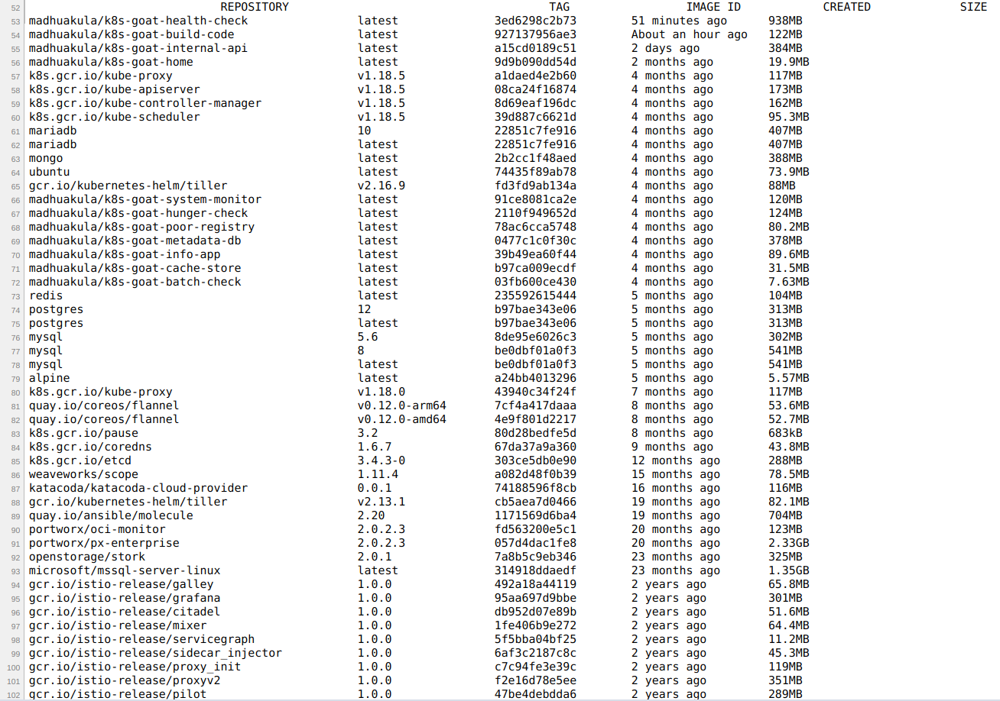 52 REPOSITORY TAG IMAGE ID CREATED SIZE
53 madhuakula/k8s-goat-health-check latest 3ed6298c2b73 51 minutes ago 938MB
54 madhuakula/k8s-goat-build-code latest 927137956ae3 About an hour ago 122MB
55 madhuakula/k8s-goat-internal-api latest a15cd0189c51 2 days ago 384MB
56 madhuakula/k8s-goat-home latest 9d9b090dd54d 2 months ago 19.9MB
57 k8s.gcr.io/kube-proxy v1.18.5 a1daed4e2b60 4 months ago 117MB
58 k8s.gcr.io/kube-apiserver v1.18.5 08ca24f16874 4 months ago 173MB
59 k8s.gcr.io/kube-controller-manager v1.18.5 8d69eaf196dc 4 months ago 162MB
60 k8s.gcr.io/kube-scheduler v1.18.5 39d887c6621d 4 months ago 95.3MB
61 mariadb 10 22851c7fe916 4 months ago 407MB
62 mariadb latest 22851c7fe916 4 months ago 407MB
63 mongo latest 2b2cc1f48aed 4 months ago 388MB
64 ubuntu latest 74435f89ab78 4 months ago 73.9MB
65 gcr.io/kubernetes-helm/tiller v2.16.9 fd3fd9ab134a 4 months ago 88MB
66 madhuakula/k8s-goat-system-monitor latest 91ce8081ca2e 4 months ago 120MB
67 madhuakula/k8s-goat-hunger-check latest 2110f949652d 4 months ago 124MB
68 madhuakula/k8s-goat-poor-registry latest 78ac6cca5748 4 months ago 80.2MB
69 madhuakula/k8s-goat-metadata-db latest 0477c1c0f30c 4 months ago 378MB
70 madhuakula/k8s-goat-info-app latest 39b49ea60f44 4 months ago 89.6MB
71 madhuakula/k8s-goat-cache-store latest b97ca009ecdf 4 months ago 31.5MB
72 madhuakula/k8s-goat-batch-check latest 03fb600ce430 4 months ago 7.63MB
73 redis latest 235592615444 5 months ago 104MB
74 postgres 12 b97bae343e06 5 months ago 313MB
75 postgres latest b97bae343e06 5 months ago 313MB
76 mysql 5.6 8de95e6026c3 5 months ago 302MB
77 mysql 8 be0dbf01a0f3 5 months ago 541MB
78 mysql latest be0dbf01a0f3 5 months ago 541MB
79 alpine latest a24bb4013296 5 months ago 5.57MB
80 k8s.gcr.io/kube-proxy v1.18.0 43940c34f24f 7 months ago 117MB
81 quay.io/coreos/flannel v0.12.0-arm64 7cf4a417daaa 8 months ago 53.6MB
82 quay.io/coreos/flannel v0.12.0-amd64 4e9f801d2217 8 months ago 52.7MB
83 k8s.gcr.io/pause 3.2 80d28bedfe5d 8 months ago 683kB
84 k8s.gcr.io/coredns 1.6.7 67da37a9a360 9 months ago 43.8MB
85 k8s.gcr.io/etcd 3.4.3-0 303ce5db0e90 12 months ago 288MB
86 weaveworks/scope 1.11.4 a082d48f0b39 15 months ago 78.5MB
87 katacoda/katacoda-cloud-provider 0.0.1 74188596f8cb 16 months ago 116MB
88 gcr.io/kubernetes-helm/tiller v2.13.1 cb5aea7d0466 19 months ago 82.1MB
89 quay.io/ansible/molecule 2.20 1171569d6ba4 19 months ago 704MB
90 portworx/oci-monitor 2.0.2.3 fd563200e5c1 20 months ago 123MB
91 portworx/px-enterprise 2.0.2.3 057d4dac1fe8 20 months ago 2.33GB
92 openstorage/stork 2.0.1 7a8b5c9eb346 23 months ago 325MB
93 microsoft/mssql-server-linux latest 314918ddaedf 23 months ago 1.35GB
94 gcr.io/istio-release/galley 1.0.0 492a18a44119 2 years ago 65.8MB
95 gcr.io/istio-release/grafana 1.0.0 95aa697d9bbe 2 years ago 301MB
96 gcr.io/istio-release/citadel 1.0.0 db952d07e89b 2 years ago 51.6MB
97 gcr.io/istio-release/mixer 1.0.0 1fe406b9e272 2 years ago 64.4MB
98 gcr.io/istio-release/servicegraph 1.0.0 5f5bba04bf25 2 years ago 11.2MB
99 gcr.io/istio-release/sidecar_injector 1.0.0 6af3c2187c8c 2 years ago 45.3MB
100 gcr.io/istio-release/proxy_init 1.0.0 c7c94fe3e39c 2 years ago 119MB
101 gcr.io/istio-release/proxyv2 1.0.0 f2e16d78e5ee 2 years ago 351MB
102 gcr.io/istio-release/pilot 1.0.0 47be4debdda6 2 years ago 289MB